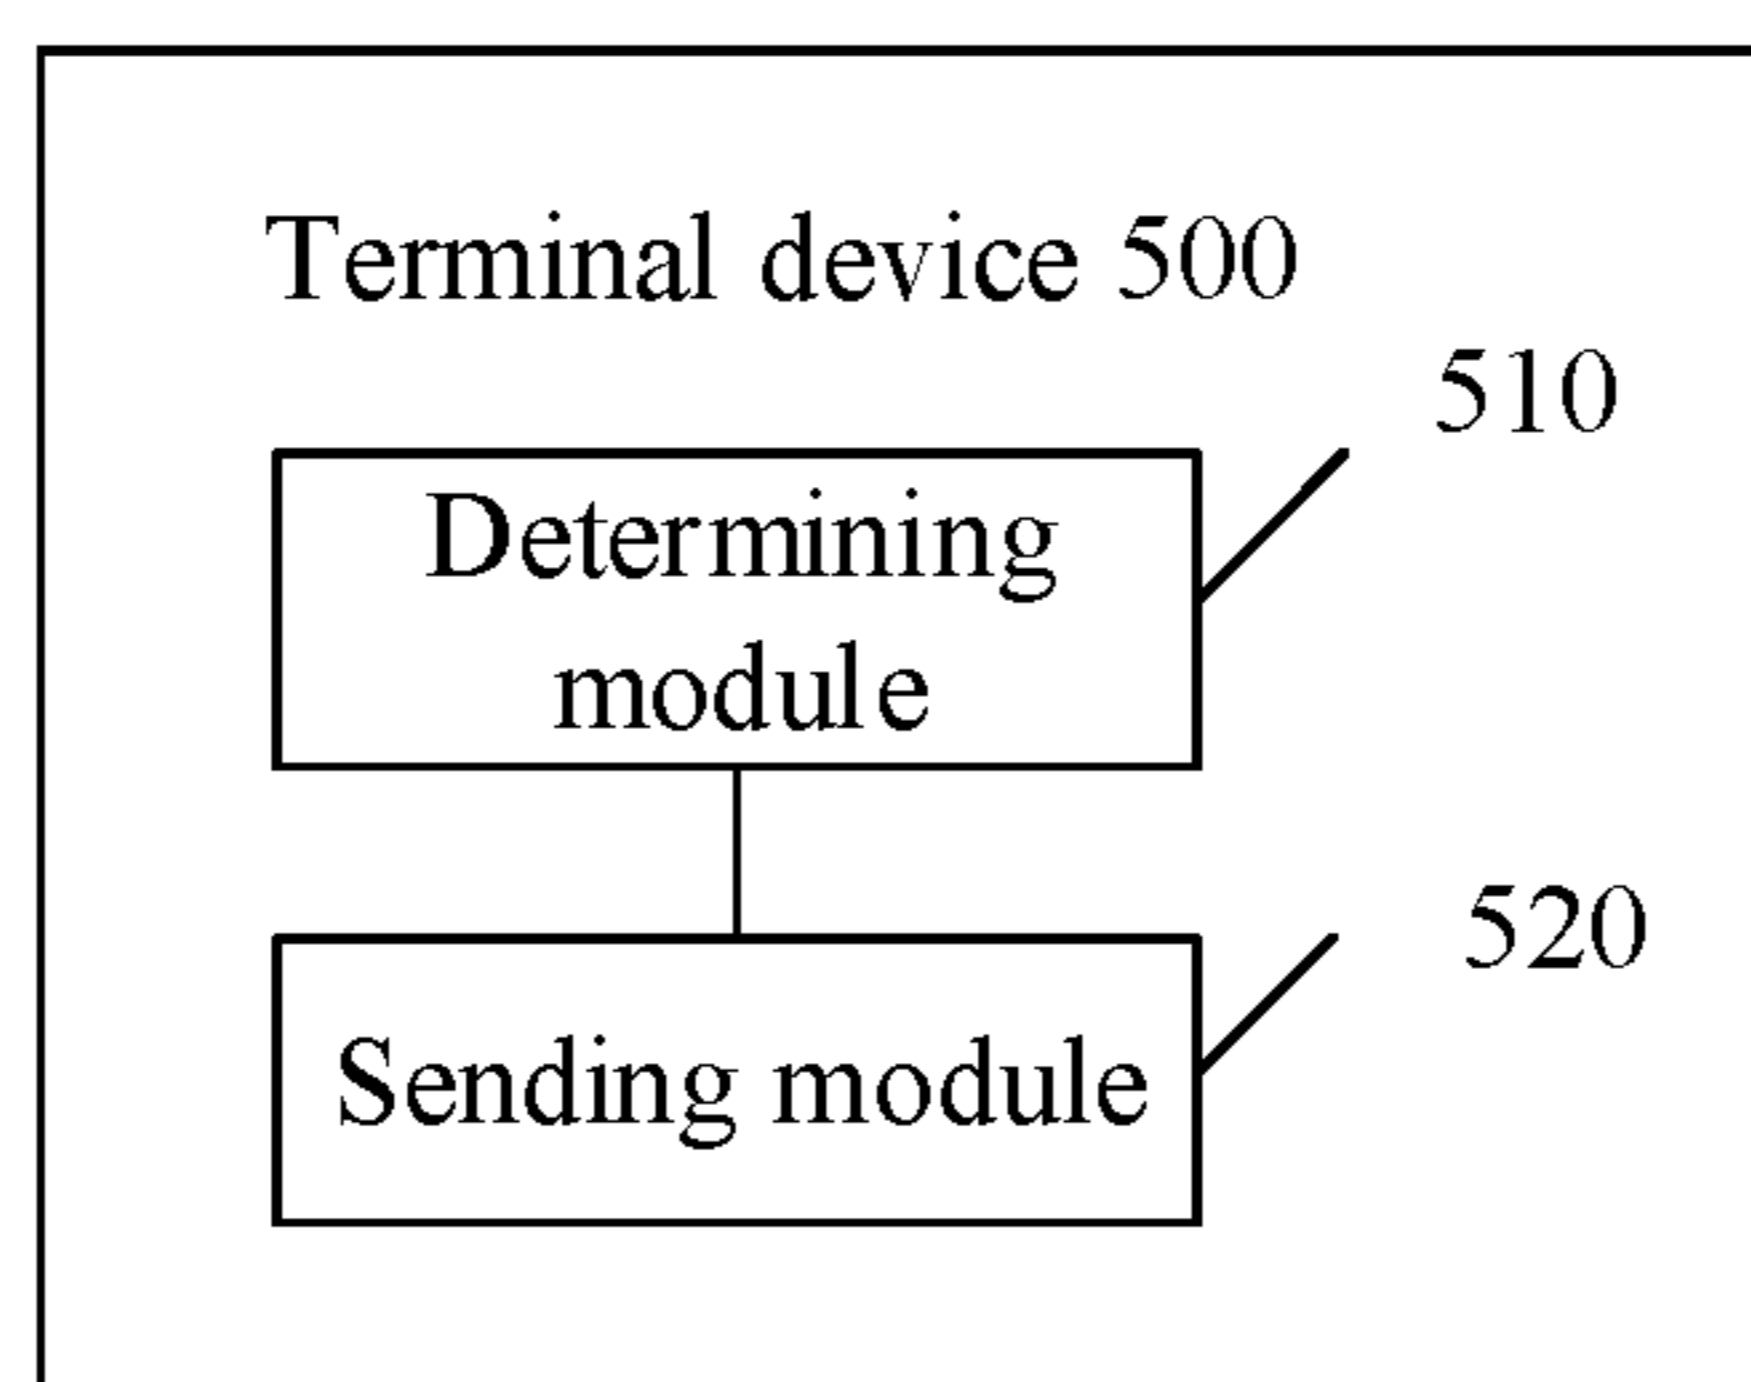 Terminal device 500
510
Determining
module
520
Sending module